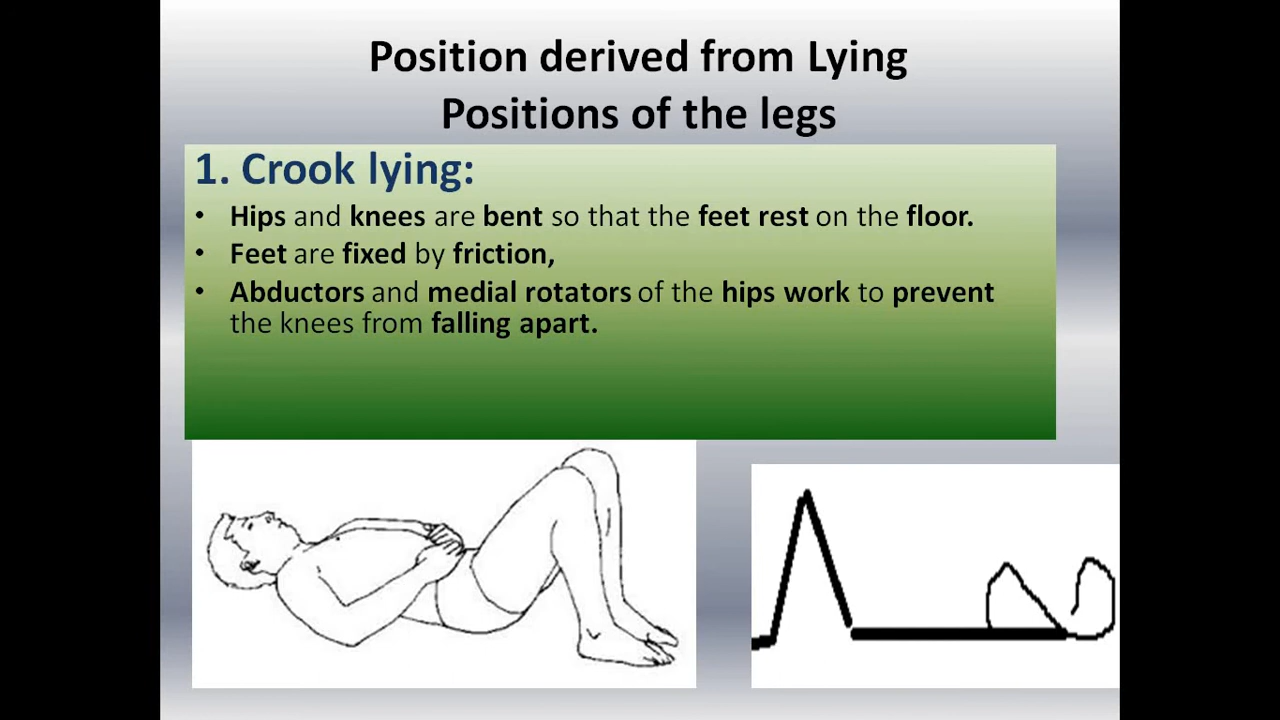 Position derived from Lying
Positions of the legs
1. Crook lying:
• Hips and knees are bent so that the feet rest on the floor.
• Feet are fixed by friction,
• Abductors and medial rotators of the hips work to prevent
the knees from falling apart.